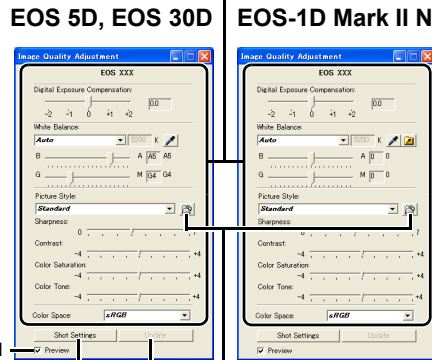 EOS 5D, EOS 30D
EOS-1D Mark II N
Image Quality Adjustment
EOS XXX
Digital Exposure Compensation:
0.0
-2 -1 0 +1 +2
White Balance:
Auto 5200 K
B A A5 A5
G M G4 G4
Picture Style:
Standard
Sharpness:
0 7
Contrast:
-4 +4
Color Saturation:
-4 +4
Color Tone:
-4 +4
Color Space: sRGB
Shot Settings Update
Preview
Image Quality Adjustment
EOS XXX
Digital Exposure Compensation:
0.0
-2 -1 0 +1 +2
White Balance:
Auto 5200 K
B A 0 0
G M 0 0
Picture Style:
Standard
Sharpness:
0 7
Contrast:
-4 +4
Color Saturation:
-4 +4
Color Tone:
-4 +4
Color Space: sRGB
Shot Settings Update
Preview